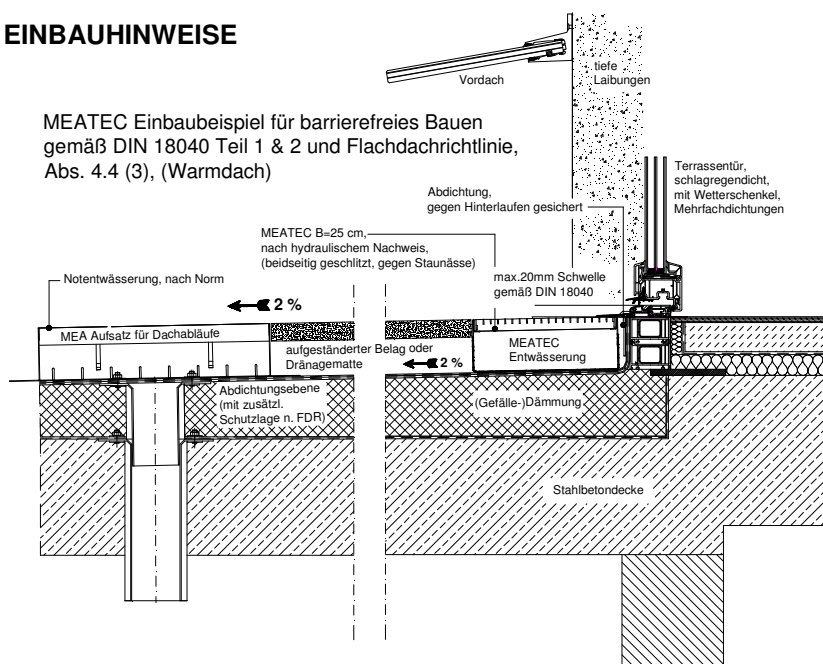 EINBAUHINWEISE
Vordach
tiefe
Laibungen
MEATEC Einbaubeispiel für barrierefreies Bauen
gemäß DIN 18040 Teil 1 & 2 und Flachdachrichtlinie,
Abs. 4.4 (3), (Warmdach)
Terrassentür,
schlagregendicht,
mit Wetterschenkel,
Mehrfachdichtungen
Abdichtung,
gegen Hinterlaufen gesichert
MEATEC B=25 cm,
nach hydraulischem Nachweis,
(beidseitig geschlitzt, gegen Staunässe)
max.20mm Schwelle
gemäß DIN 18040
Notentwässerung, nach Norm
2 %
MEA Aufsatz für Dachabläufe
aufgeständerter Belag oder
Dränagematte
2 %
MEATEC
Entwässerung
Abdichtungsebene
(mit zusätzl.
Schutzlage n. FDR)
(Gefälle-)Dämmung
Stahlbetondecke